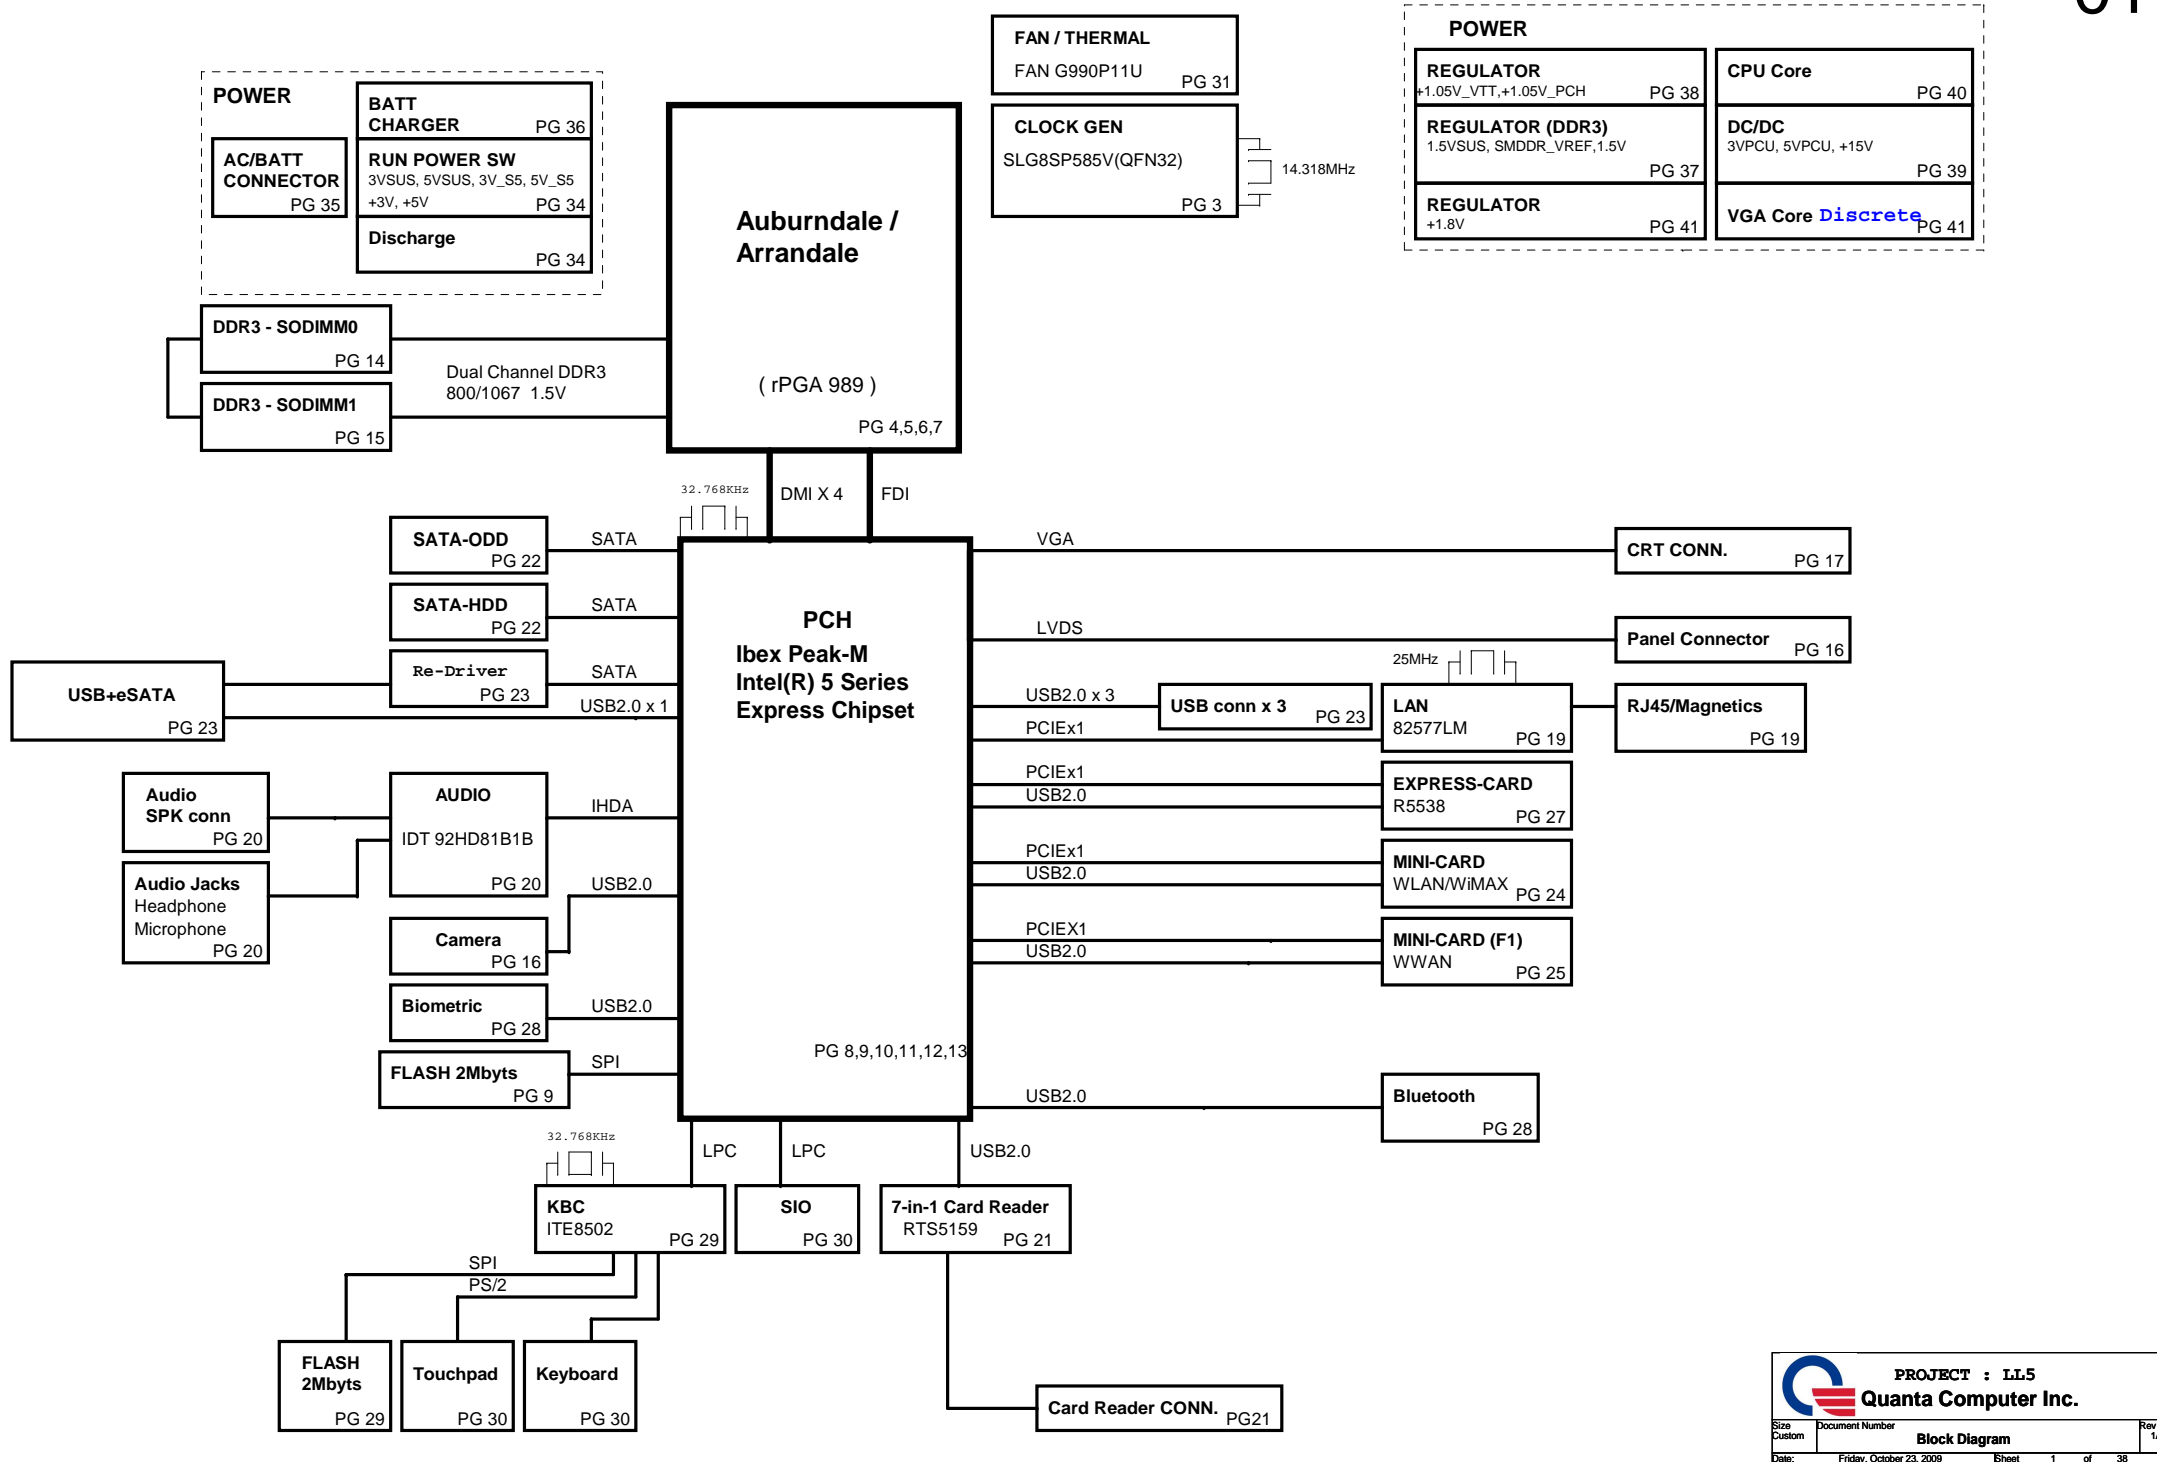 FAN / THERMAL
FAN G990P11U
PG 31
CLOCK GEN
SLG8SP585V(QFN32)
PG 3
14.318MHz
POWER
REGULATOR
+1.05V_VTT,+1.05V_PCH
PG 38
REGULATOR (DDR3)
1.5VSUS, SMDDR_VREF,1.5V
PG 37
REGULATOR
+1.8V
PG 41
CPU Core
PG 40
DC/DC
3VPCU, 5VPCU, +15V
PG 39
VGA Core Discrete
PG 41
POWER
BATT
CHARGER
PG 36
AC/BATT
CONNECTOR
PG 35
RUN POWER SW
3VSUS, 5VSUS, 3V_S5, 5V_S5
+3V, +5V
PG 34
Discharge
PG 34
Auburndale /
Arrandale
( rPGA 989 )
PG 4,5,6,7
DDR3 - SODIMM0
PG 14
DDR3 - SODIMM1
PG 15
Dual Channel DDR3
800/1067 1.5V
32.768KHz
DMI X 4
FDI
SATA-ODD
PG 22
SATA
SATA-HDD
PG 22
SATA
Re-Driver
PG 23
SATA
USB2.0 x 1
USB+eSATA
PG 23
PCH
Ibex Peak-M
Intel(R) 5 Series
Express Chipset
PG 8,9,10,11,12,13
VGA
CRT CONN.
PG 17
LVDS
Panel Connector
PG 16
25MHz
USB2.0 x 3
USB conn x 3
PG 23
PCIEx1
LAN
82577LM
PG 19
RJ45/Magnetics
PG 19
PCIEx1
USB2.0
EXPRESS-CARD
R5538
PG 27
PCIEx1
USB2.0
MINI-CARD
WLAN/WiMAX
PG 24
PCIEX1
USB2.0
MINI-CARD (F1)
WWAN
PG 25
USB2.0
Bluetooth
PG 28
Audio
SPK conn
PG 20
AUDIO
IDT 92HD81B1B
PG 20
IHDA
Audio Jacks
Headphone
Microphone
PG 20
USB2.0
Camera
PG 16
Biometric
PG 28
USB2.0
FLASH 2Mbyts
PG 9
SPI
32.768KHz
LPC
LPC
USB2.0
KBC
ITE8502
PG 29
SIO
PG 30
7-in-1 Card Reader
RTS5159
PG 21
SPI
PS/2
FLASH
2Mbyts
PG 29
Touchpad
PG 30
Keyboard
PG 30
Card Reader CONN.
PG21
PROJECT : LL5
Quanta Computer Inc.
Size
Custom
Document Number
Block Diagram
Rev
Date:
Friday, October 23, 2009
Sheet
1
of
38